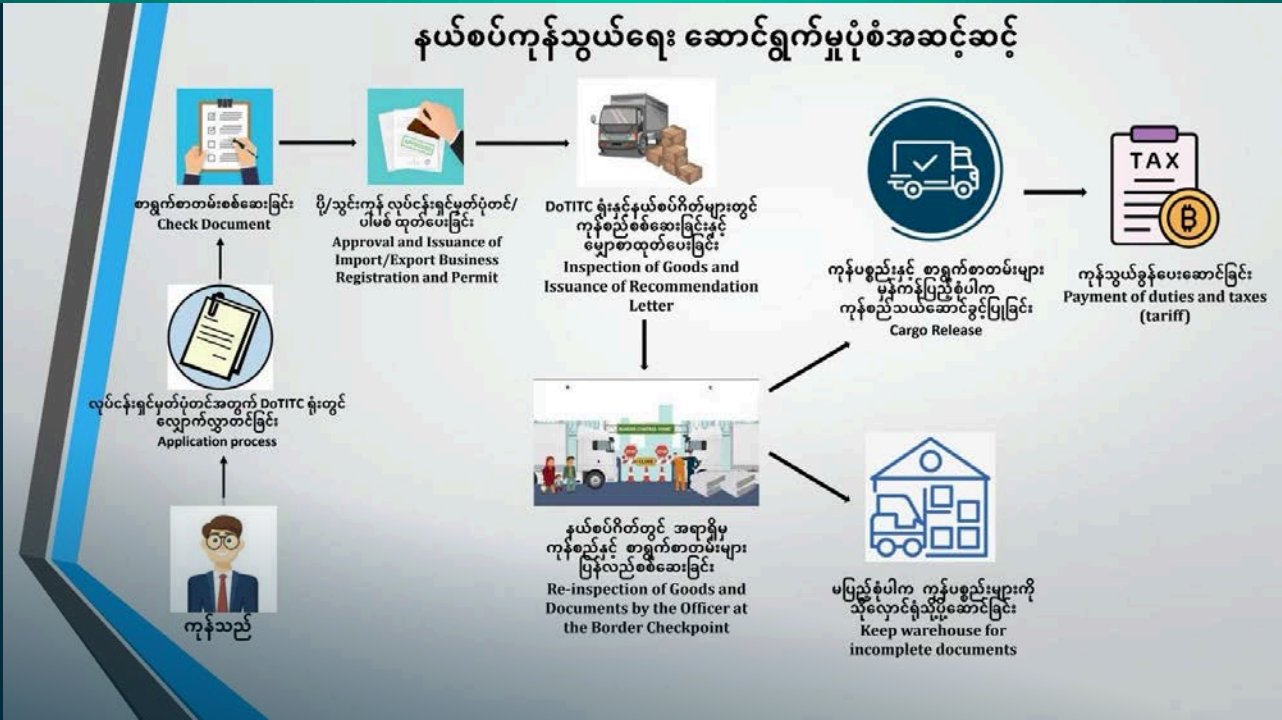 နယ်စပ်ကုန်သွယ်ရေး ဆောင်ရွက်မှုပုံစံအဆင့်ဆင့်
ကုန်သည်
လုပ်ငန်းရှင်မှတ်ပုံတင်အတွက် DoTITC ရုံးတွင်
လျှောက်လွှာတင်ခြင်း
Application process
စာရွက်စာတမ်းစစ်ဆေးခြင်း
Check Document
ပို့/သွင်းကုန် လုပ်ငန်းရှင်မှတ်ပုံတင်/
ပါမစ် ထုတ်ပေးခြင်း
Approval and Issuance of
Import/Export Business
Registration and Permit
DoTITC ရုံးနှင့်နယ်စပ်ဂိတ်များတွင်
ကုန်စည်စစ်ဆေးခြင်းနှင့်
မျှောစာထုတ်ပေးခြင်း
Inspection of Goods and
Issuance of Recommendation
Letter
နယ်စပ်ဂိတ်တွင် အရာရှိမှ
ကုန်စည်နှင့် စာရွက်စာတမ်းများ
ပြန်လည်စစ်ဆေးခြင်း
Re-inspection of Goods and
Documents by the Officer at
the Border Checkpoint
ကုန်ပစ္စည်းနှင့် စာရွက်စာတမ်းများ
မှန်ကန်ပြည့်စုံပါက
ကုန်စည်သယ်ဆောင်ခွင့်ပြုခြင်း
Cargo Release
TAX
ကုန်သွယ်ခွန်ပေးဆောင်ခြင်း
Payment of duties and taxes
(tariff)
မပြည့်စုံပါက ကွန်ပစ္စည်းများကို
သိုလှောင်ရုံသို့ပို့ဆောင်ခြင်း
Keep warehouse for
incomplete documents